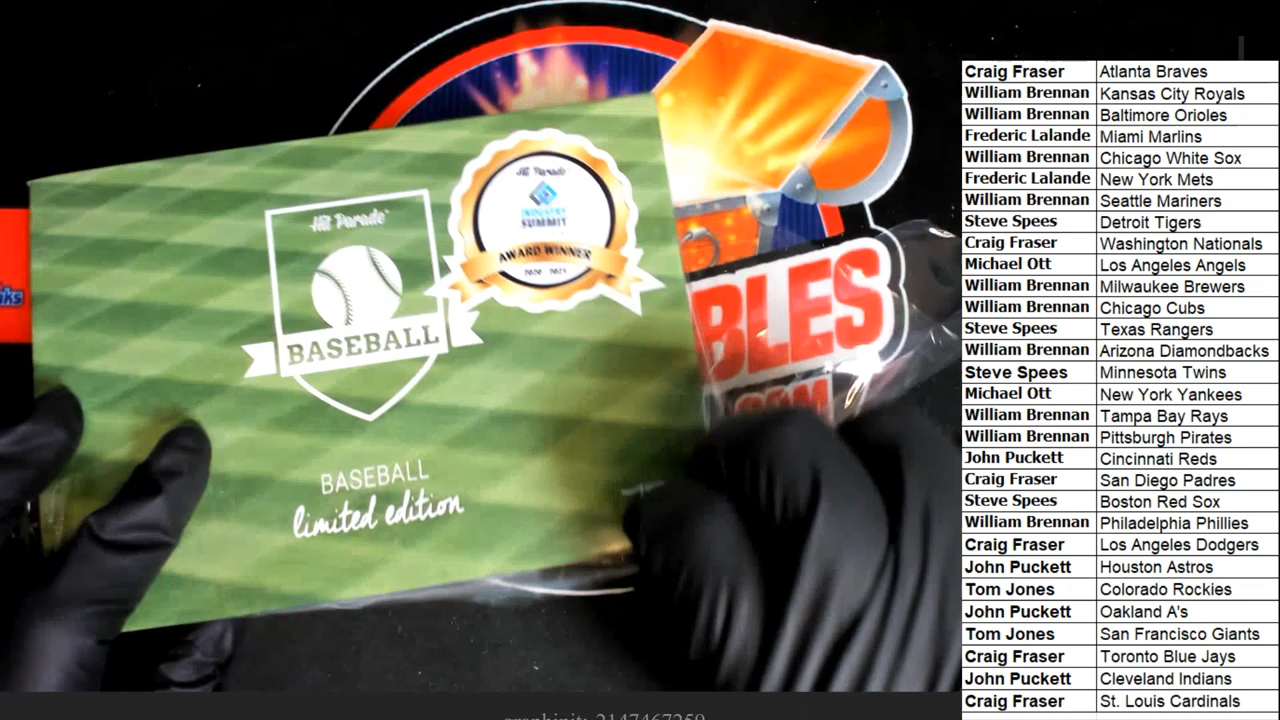 Hit Parade
BASEBALL
BASEBALL
limited edition
Hit Parade
INDUSTRY
SUMMIT
AWARD WINNER
2020 - 2021
BLES
.COM
Craig Fraser Atlanta Braves
William Brennan Kansas City Royals
William Brennan Baltimore Orioles
Frederic Lalande Miami Marlins
William Brennan Chicago White Sox
Frederic Lalande New York Mets
William Brennan Seattle Mariners
Steve Spees Detroit Tigers
Craig Fraser Washington Nationals
Michael Ott Los Angeles Angels
William Brennan Milwaukee Brewers
William Brennan Chicago Cubs
Steve Spees Texas Rangers
William Brennan Arizona Diamondbacks
Steve Spees Minnesota Twins
Michael Ott New York Yankees
William Brennan Tampa Bay Rays
William Brennan Pittsburgh Pirates
John Puckett Cincinnati Reds
Craig Fraser San Diego Padres
Steve Spees Boston Red Sox
William Brennan Philadelphia Phillies
Craig Fraser Los Angeles Dodgers
John Puckett Houston Astros
Tom Jones Colorado Rockies
John Puckett Oakland A's
Tom Jones San Francisco Giants
Craig Fraser Toronto Blue Jays
John Puckett Cleveland Indians
Craig Fraser St. Louis Cardinals